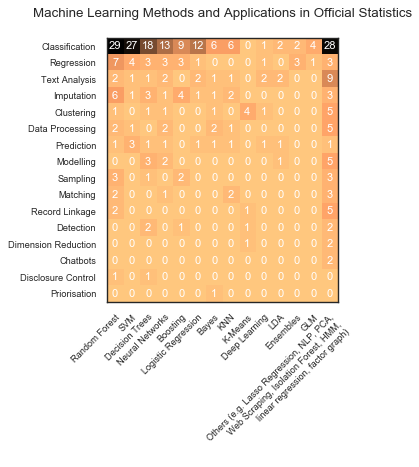 Machine Learning Methods and Applications in Official Statistics
Classification 29 27 18 13 9 12 6 6 0 1 2 2 4 28
Regression 7 4 3 3 3 1 0 0 0 1 0 3 1 3
Text Analysis 2 1 1 2 0 2 1 1 0 2 2 0 0 9
Imputation 6 1 3 1 4 1 1 2 0 0 0 0 0 3
Clustering 1 0 1 1 0 1 0 0 4 1 0 0 0 5
Data Processing 2 1 0 2 0 0 2 1 0 0 0 0 0 5
Prediction 1 3 1 1 0 1 1 1 0 1 1 0 0 1
Modelling 0 0 3 2 0 0 0 0 0 0 1 0 0 5
Sampling 3 0 1 0 2 0 0 0 0 0 0 0 0 3
Matching 2 0 0 1 0 0 0 2 0 0 0 0 0 3
Record Linkage 2 0 0 0 0 0 0 0 1 0 0 0 0 5
Detection 0 0 2 0 1 0 0 0 1 0 0 0 0 2
Dimension Reduction 0 0 0 0 0 0 0 0 1 0 0 0 0 2
Chatbots 0 0 0 0 0 0 0 0 0 0 0 0 0 2
Disclosure Control 1 0 1 0 0 0 0 0 0 0 0 0 0 0
Priorisation 0 0 0 0 0 0 1 0 0 0 0 0 0 0
Random Forest
SVM
Decision Trees
Neural Networks
Boosting
Logistic Regression
Bayes
KNN
K-Means
Deep Learning
LDA
Ensembles
GLM
Others (e.g. Lasso Regression, NLP, PCA,
Web Scraping, Isolation Forest, HMM,
linear regression, factor graph)